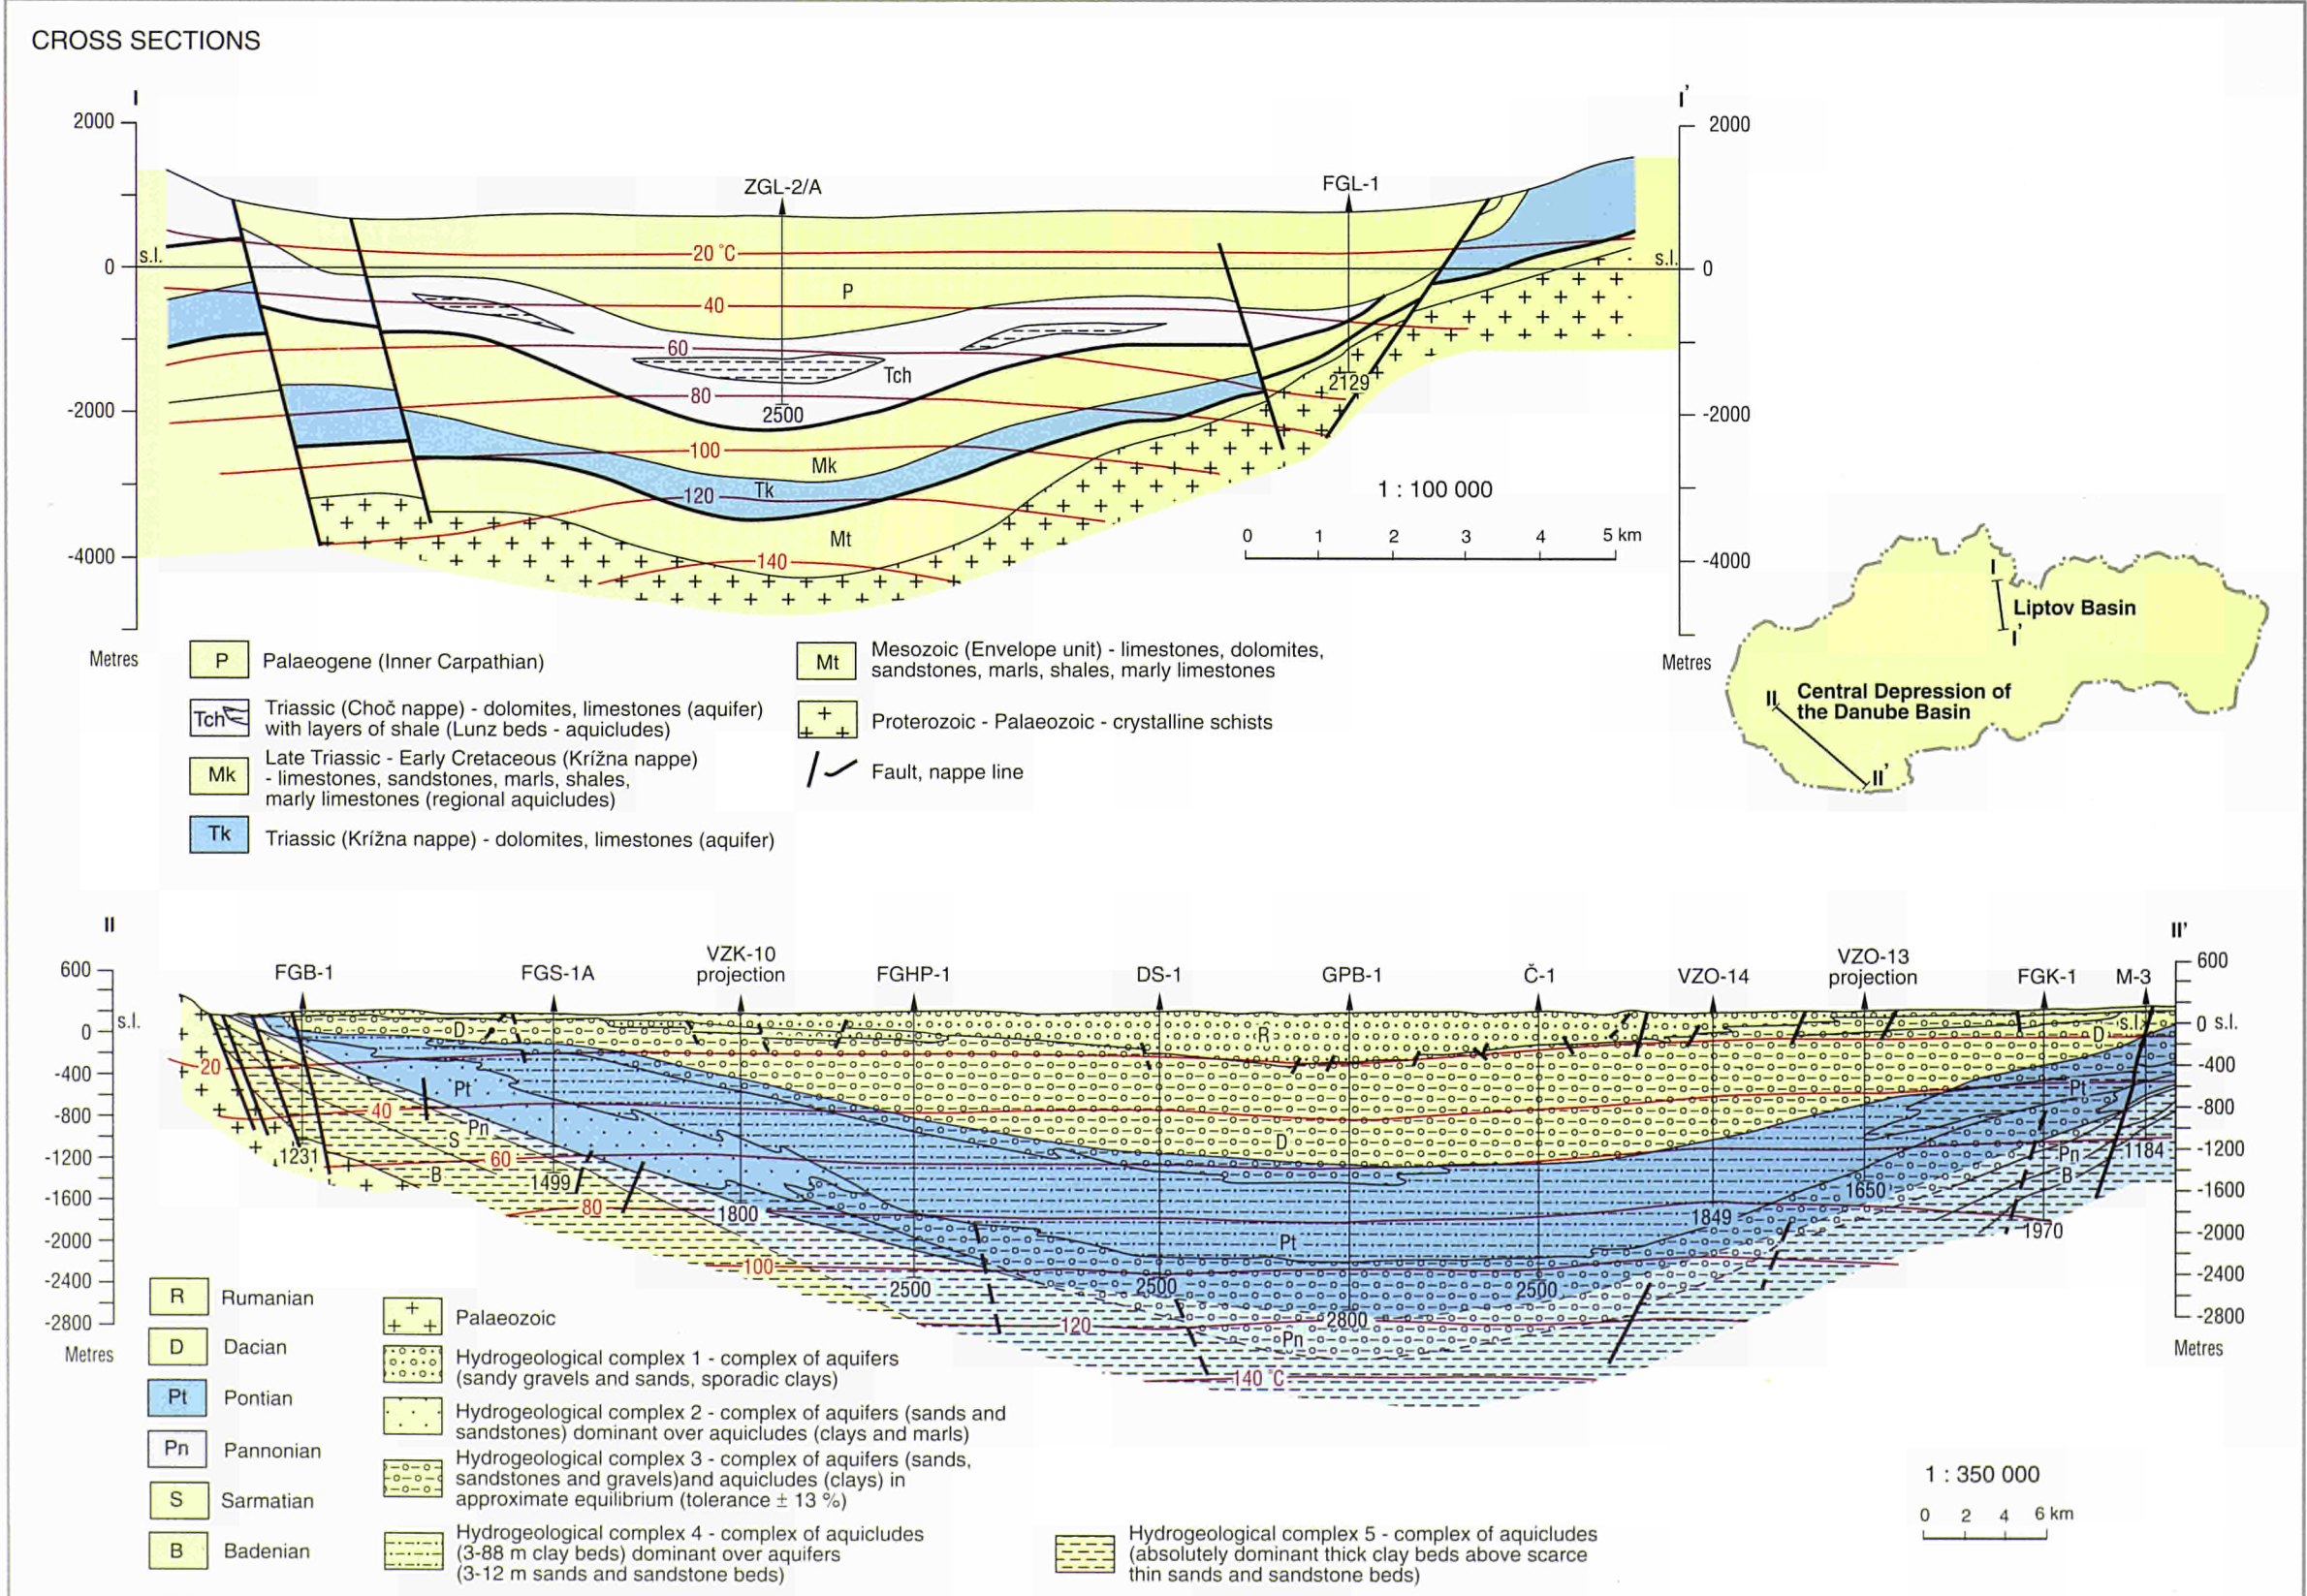 CROSS SECTIONS
I
I'
2000
0
-2000
-4000
Metres
s.l.
ZGL-2/A
FGL-1
20 °C
40
P
60
Tch
80
2500
100
Mk
120
Tk
Mt
140
2129
s.l.
2000
0
-2000
-4000
Metres
1 : 100 000
0 1 2 3 4 5 km
P Palaeogene (Inner Carpathian)
Tch Triassic (Choč nappe) - dolomites, limestones (aquifer)
with layers of shale (Lunz beds - aquicludes)
Mk Late Triassic - Early Cretaceous (Krížna nappe)
- limestones, sandstones, marls, shales,
marly limestones (regional aquicludes)
Tk Triassic (Krížna nappe) - dolomites, limestones (aquifer)
Mt Mesozoic (Envelope unit) - limestones, dolomites,
sandstones, marls, shales, marly limestones
Proterozoic - Palaeozoic - crystalline schists
Fault, nappe line
I
Liptov Basin
I'
II
Central Depression of
the Danube Basin
II'
II
II'
FGB-1
FGS-1A
VZK-10
projection
FGHP-1
DS-1
GPB-1
Č-1
VZO-14
VZO-13
projection
FGK-1
M-3
600
0
-400
-800
-1200
-1600
-2000
-2400
-2800
Metres
s.l.
20
40
60
80
100
120
140 °C
D
Pt
Pn
S
B
R
D
Pt
Pn
D
Pt
Pn
B
s.l.
1231
1499
1800
2500
2500
2800
2500
1849
1650
1970
1184
600
0 s.l.
-400
-800
-1200
-1600
-2000
-2400
-2800
Metres
R Rumanian
D Dacian
Pt Pontian
Pn Pannonian
S Sarmatian
B Badenian
Palaeozoic
Hydrogeological complex 1 - complex of aquifers
(sandy gravels and sands, sporadic clays)
Hydrogeological complex 2 - complex of aquifers (sands and
sandstones) dominant over aquicludes (clays and marls)
Hydrogeological complex 3 - complex of aquifers (sands,
sandstones and gravels)and aquicludes (clays) in
approximate equilibrium (tolerance ± 13 %)
Hydrogeological complex 4 - complex of aquicludes
(3-88 m clay beds) dominant over aquifers
(3-12 m sands and sandstone beds)
Hydrogeological complex 5 - complex of aquicludes
(absolutely dominant thick clay beds above scarce
thin sands and sandstone beds)
1 : 350 000
0 2 4 6 km